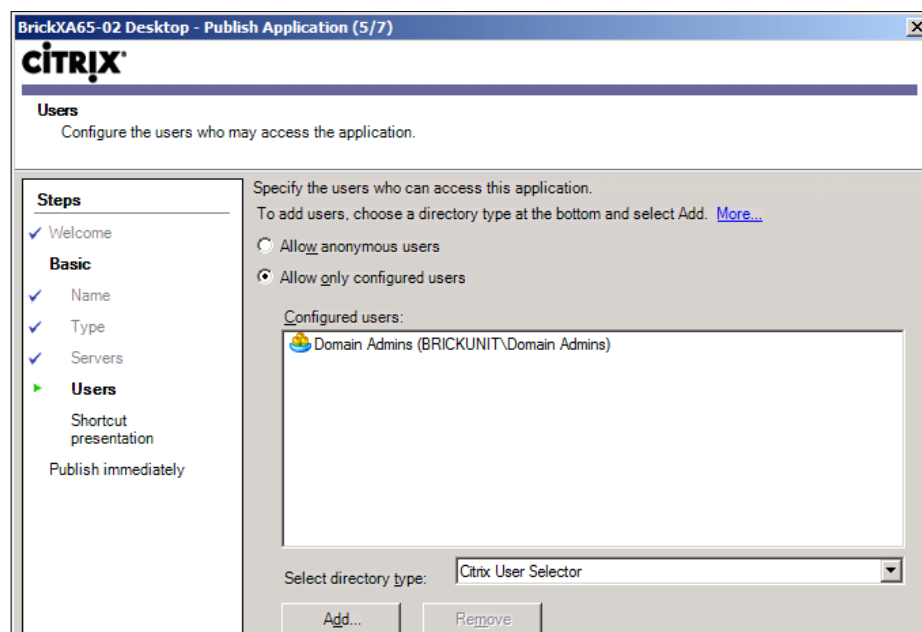 BrickXA65-02 Desktop - Publish Application (5/7)
CİTRIX®
Users
Configure the users who may access the application.
Steps
Welcome
Basic
Name
Type
Servers
Users
Shortcut
presentation
Publish immediately
Specify the users who can access this application.
To add users, choose a directory type at the bottom and select Add. More...
Allow anonymous users
Allow only configured users
Configured users:
Domain Admins (BRICKUNIT\Domain Admins)
Select directory type:
Citrix User Selector
Add...
Remove